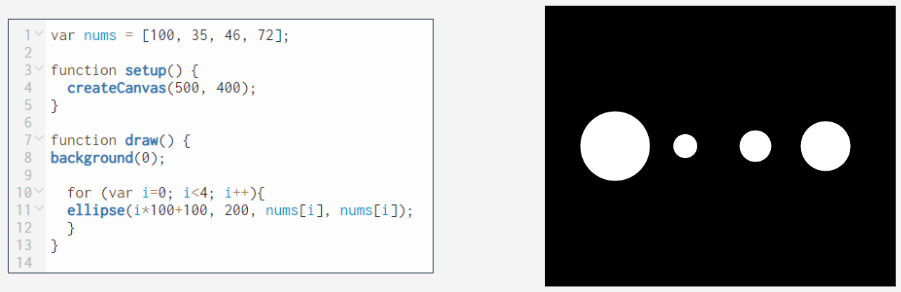 1 var nums = [100, 35, 46, 72];
2
3 function setup() {
4   createCanvas(500, 400);
5 }
6
7 function draw() {
8 background(0);
9
10   for (var i=0; i<4; i++){
11   ellipse(i*100+100, 200, nums[i], nums[i]);
12   }
13 }
14